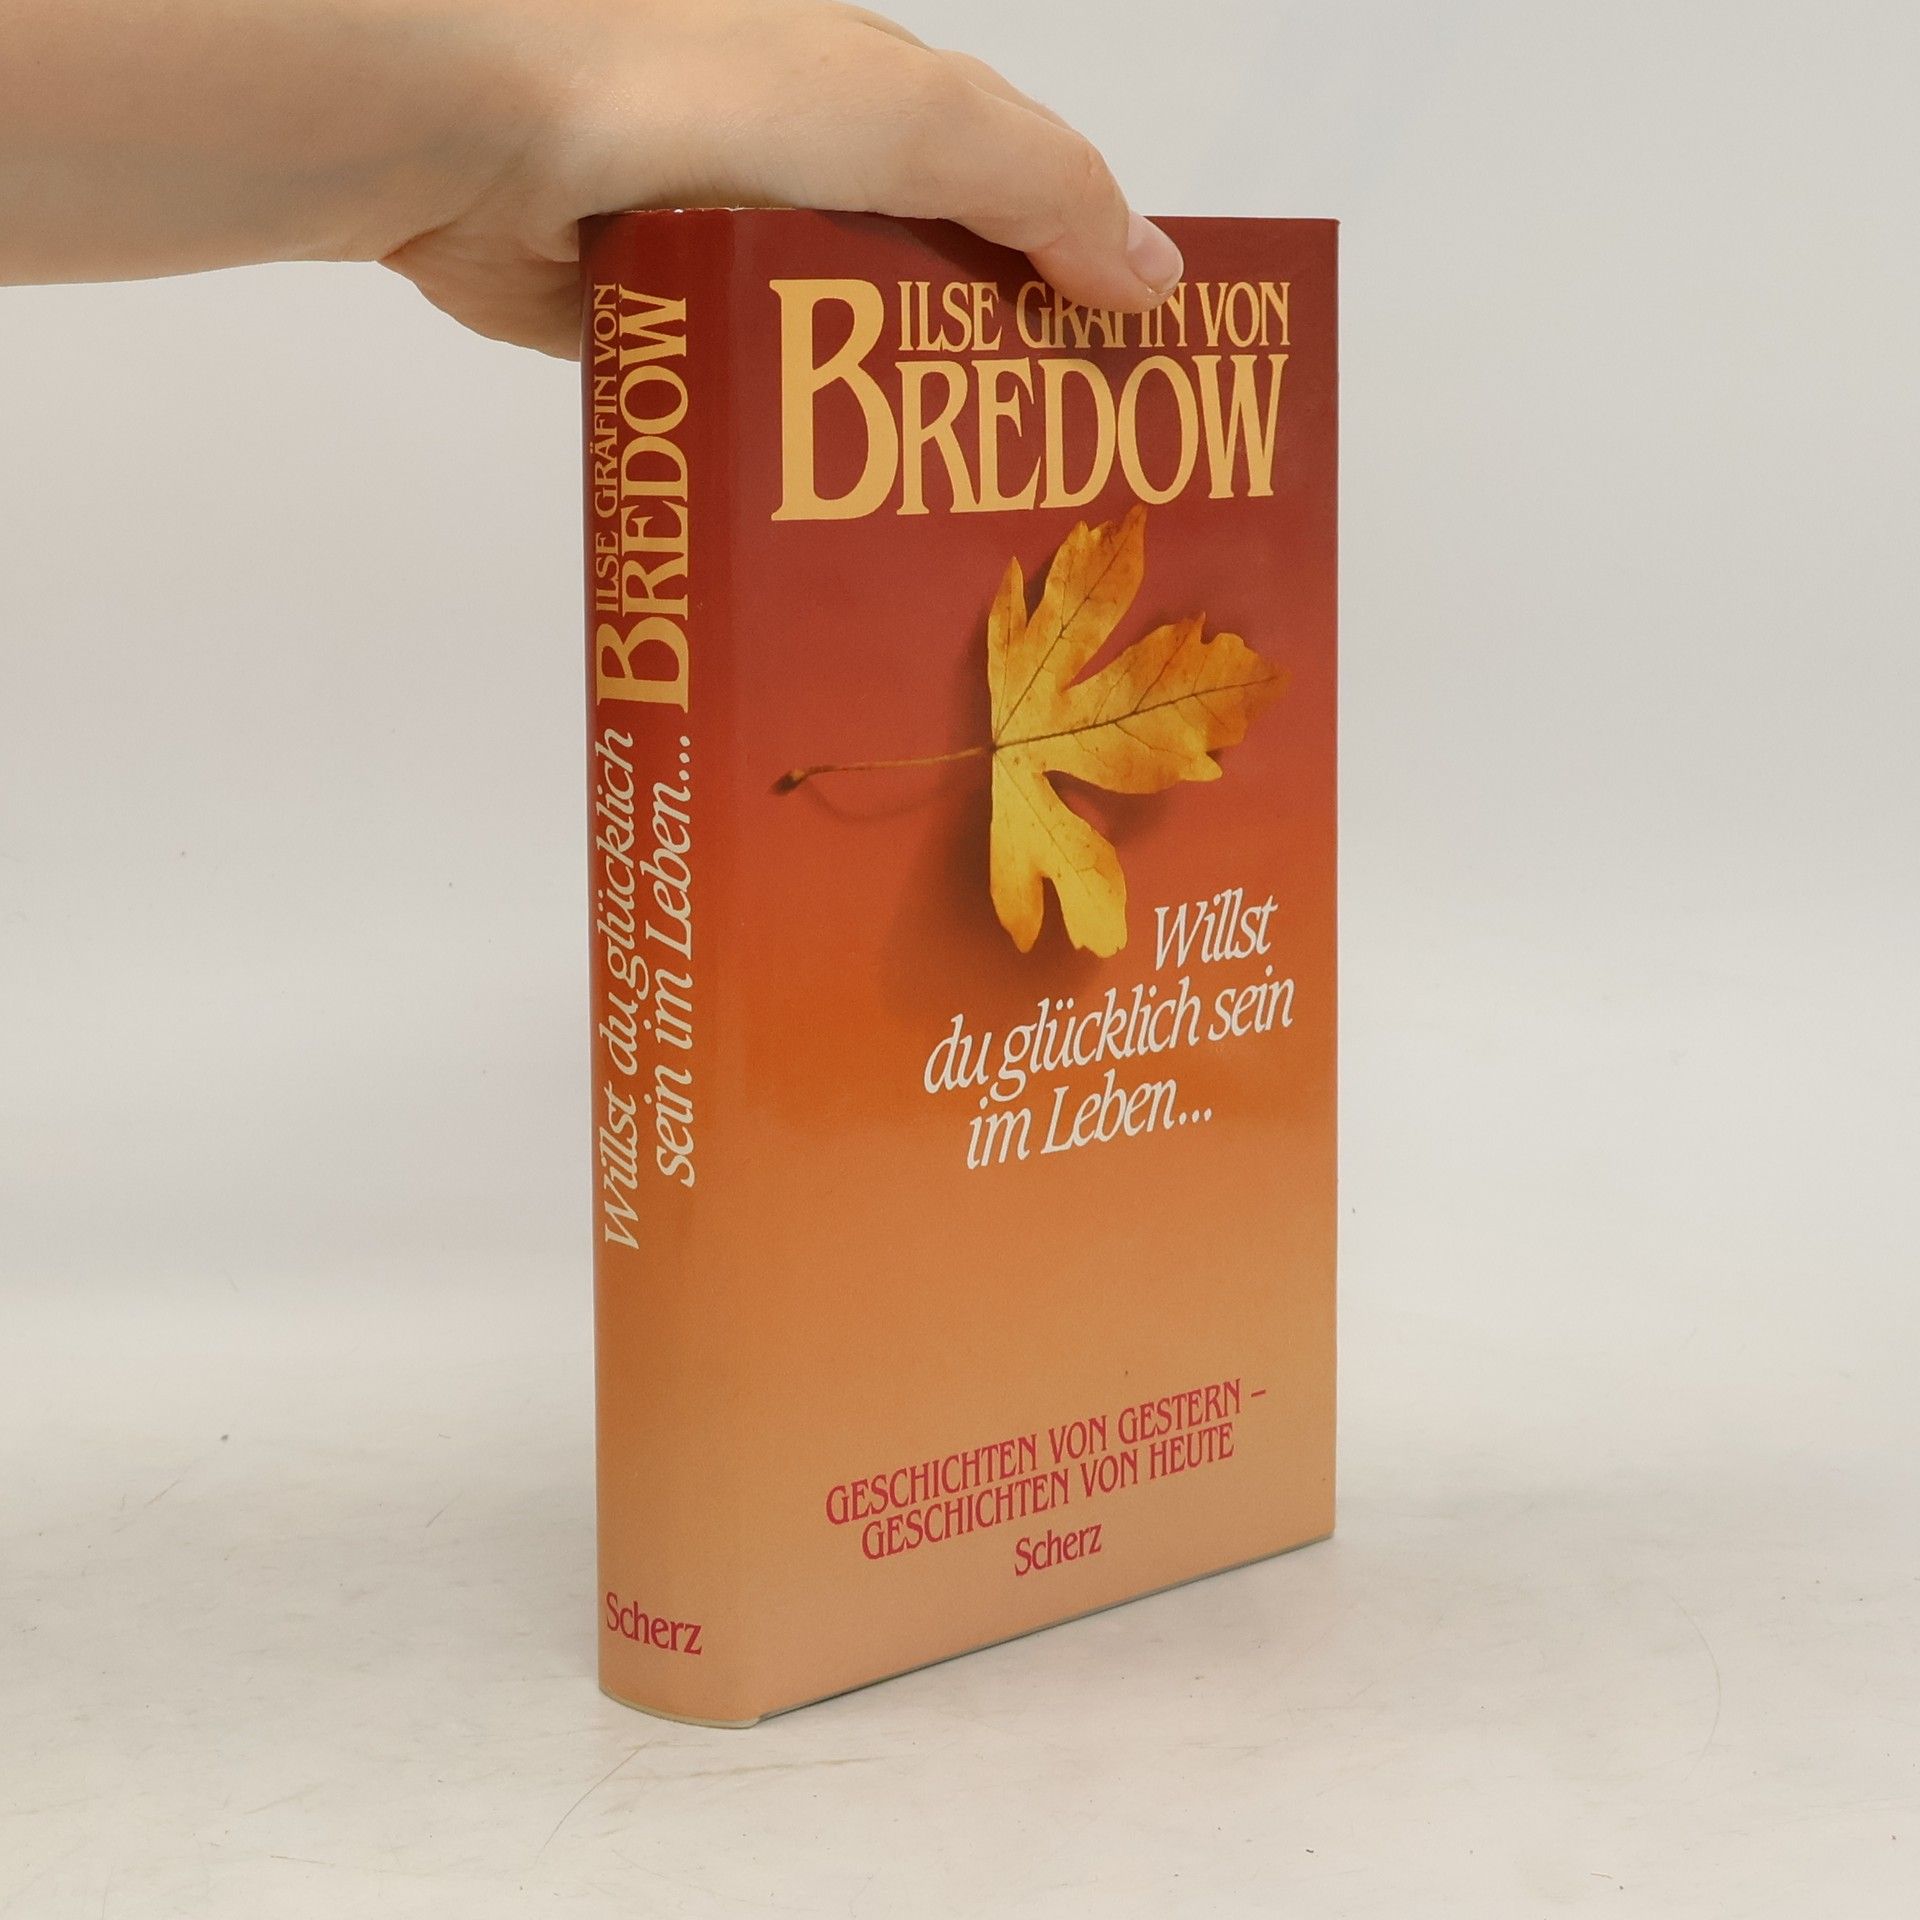 ILSE GRÄFIN VON
BREDOW
Willst du glücklich
sein im Leben...
Scherz
ILSE GRÄFIN VON
BREDOW
Willst
du glücklich sein
im Leben...
GESCHICHTEN VON GESTERN –
GESCHICHTEN VON HEUTE
Scherz